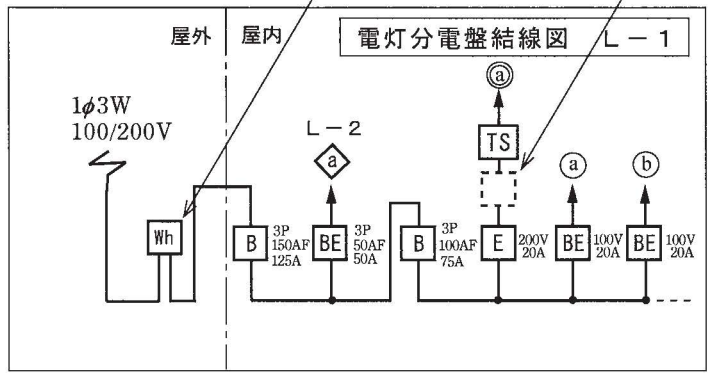 屋外 屋内 電灯分電盤結線図 L－1
1φ3W
100/200V
L－2
ⓐ
a
TS
ⓐ
ⓑ
Wh
B
3P
150AF
125A
BE
3P
50AF
50A
B
3P
100AF
75A
E
200V
20A
BE
100V
20A
BE
100V
20A